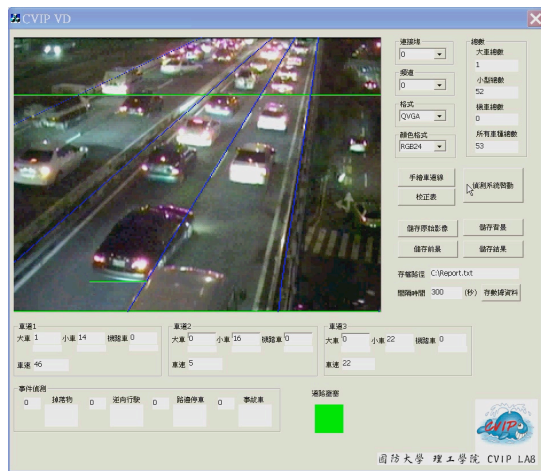 CVIP VD
連接埠
0
頻道
0
格式
QVGA
顏色格式
RGB24
總數
大車總數
1
小型總數
52
機車總數
0
所有車種總數
53
手繪車道線
校正表
偵測系統啓動
儲存原始影像
儲存背景
儲存前景
儲存結果
存檔路徑 C:\Report.txt
間隔時間 300 (秒) 存數據資料
車道1
大車 1 小車 14 機踏車 0
車速 46
車道2
大車 0 小車 16 機踏車 0
車速 5
車道3
大車 0 小車 22 機踏車 0
車速 22
事件偵測
0 掉落物 0 逆向行駛 0 路邊停車 0 事故車
道路壅塞
CVIP
國防大學 理工學院 CVIP LAB